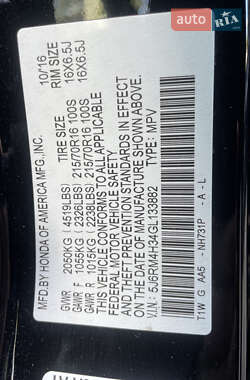 AUTO.RIA
MFD.BY HONDA OF AMERICA MFG., INC. 10/16
TIRE SIZE RIM SIZE
GVWR 2050KG (4519LBS)
GAWR F 1055KG (2326LBS) 215/70R16 100S 16X6.5J
GAWR R 1015KG (2238LBS) 215/70R16 100S 16X6.5J
THIS VEHICLE CONFORMS TO ALL APPLICABLE
FEDERAL MOTOR VEHICLE SAFETY AND THEFT
PREVENTION STANDARDS IN EFFECT
ON THE DATE OF MANUFACTURE SHOWN ABOVE.
V.I.N.: 5J6RM4H34GL133882 TYPE: MPV
T1W G AA5 - NH731P - A - L